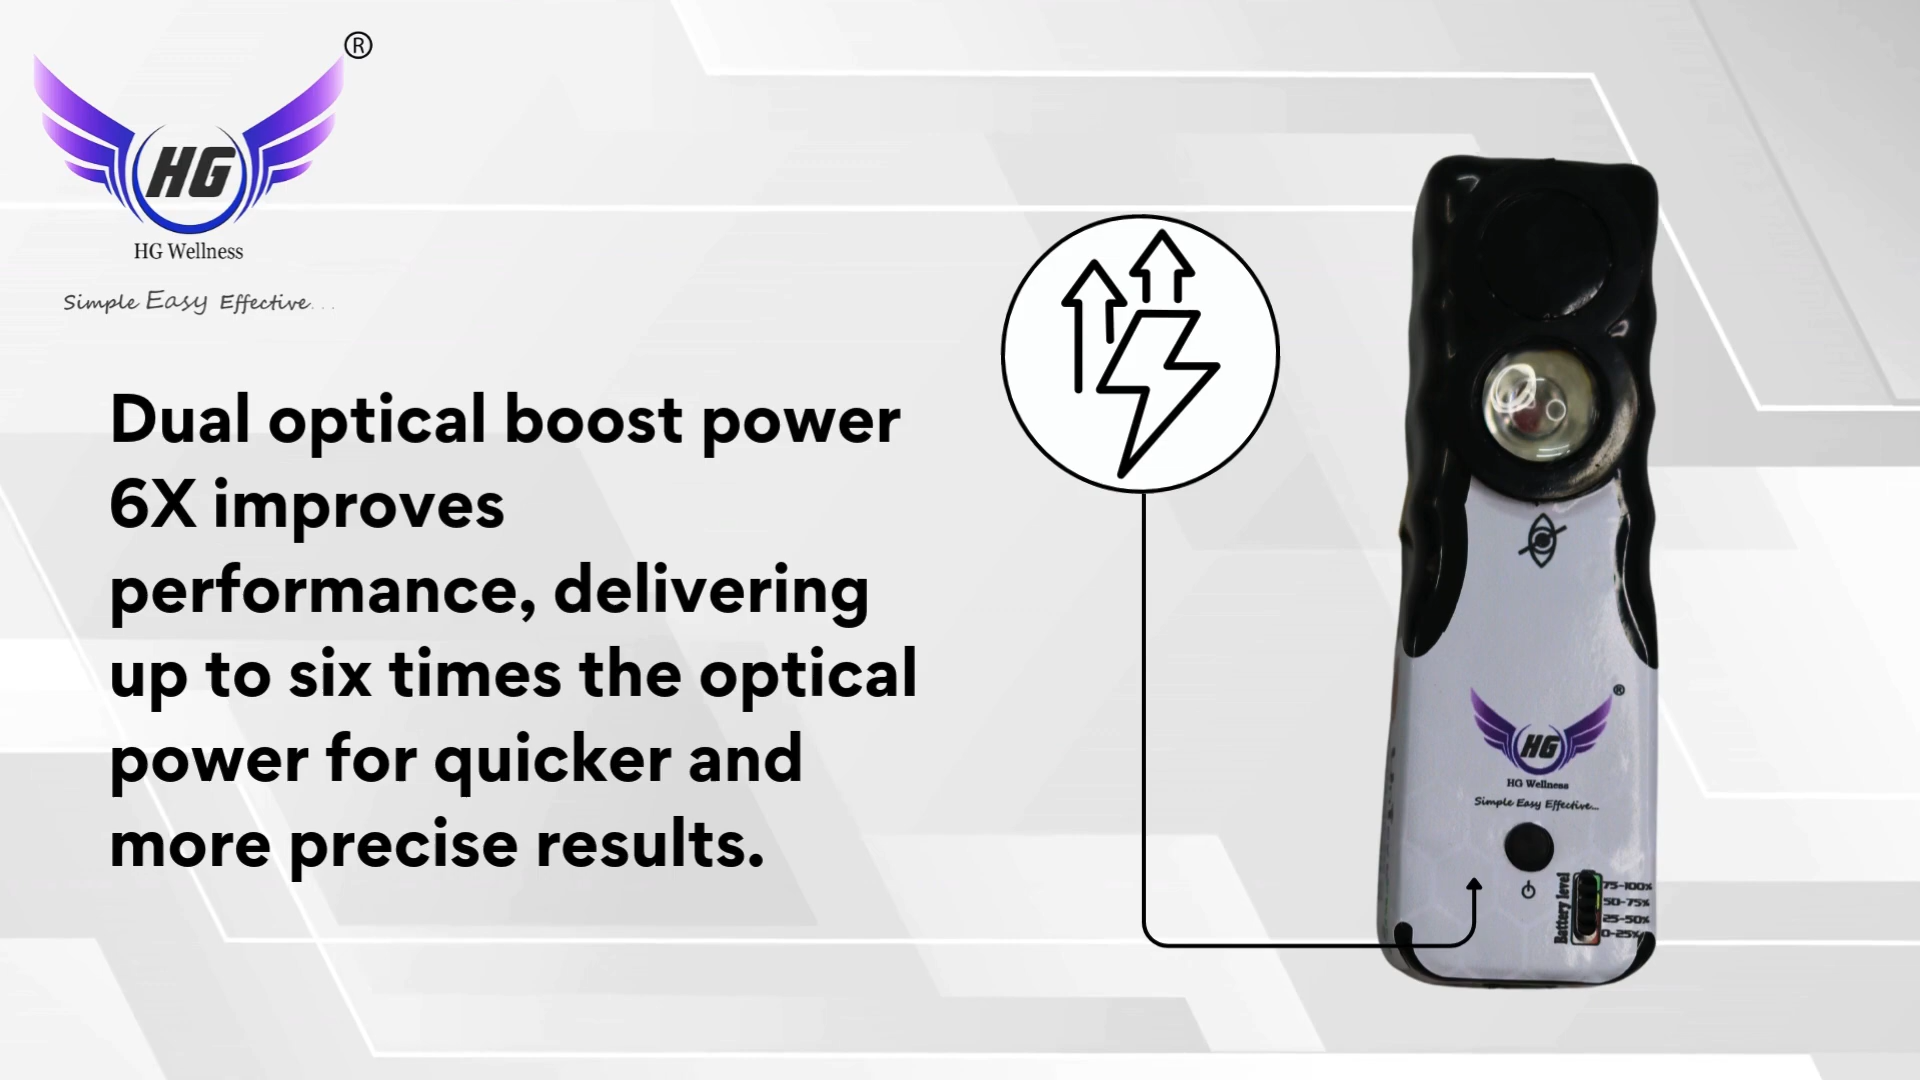 ®
HG
HG Wellness
Simple Easy Effective...
Dual optical boost power
6X improves
performance, delivering
up to six times the optical
power for quicker and
more precise results.
®
HG
HG Wellness
Simple Easy Effective...
Battery level
75-100%
50-75%
25-50%
0-25%